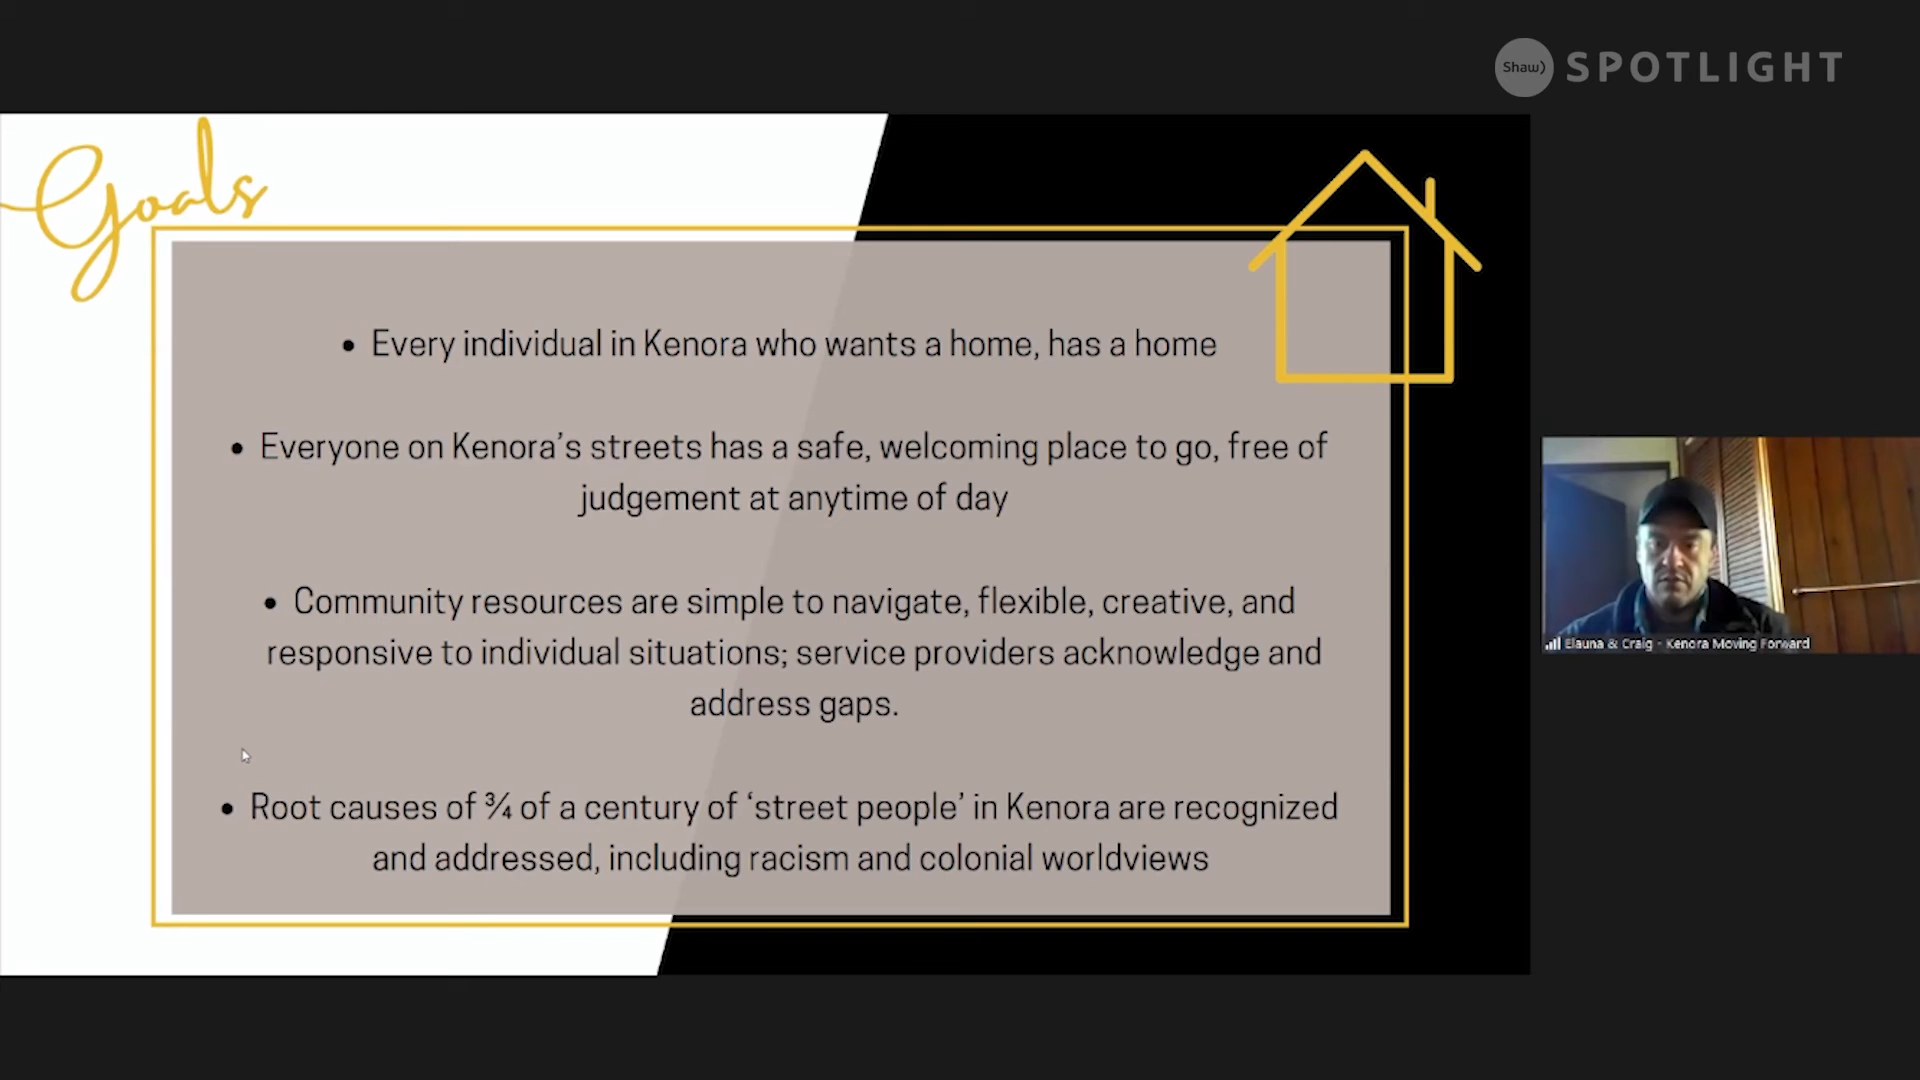 Shaw) SPOTLIGHT
Goals
• Every individual in Kenora who wants a home, has a home
• Everyone on Kenora’s streets has a safe, welcoming place to go, free of
judgement at anytime of day
• Community resources are simple to navigate, flexible, creative, and
responsive to individual situations; service providers acknowledge and
address gaps.
• Root causes of ¾ of a century of ‘street people’ in Kenora are recognized
and addressed, including racism and colonial worldviews
Elauna & Craig - Kenora Moving Forward